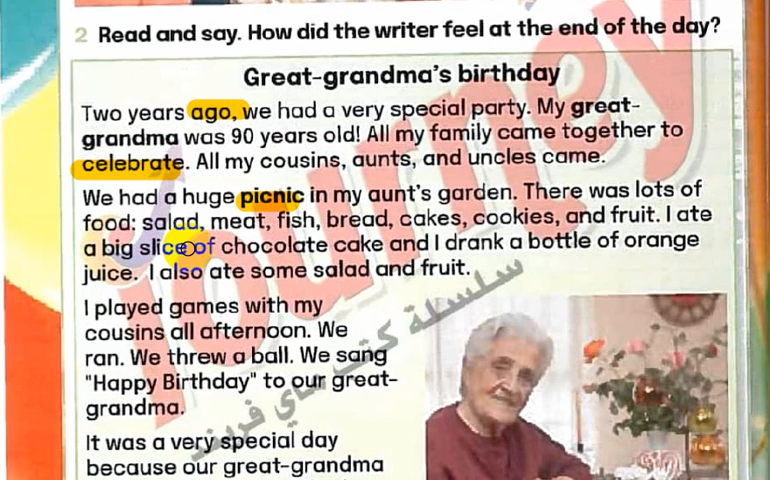 2 Read and say. How did the writer feel at the end of the day?
Great-grandma's birthday
Two years ago, we had a very special party. My great-
grandma was 90 years old! All my family came together to
celebrate. All my cousins, aunts, and uncles came.
We had a huge picnic in my aunt's garden. There was lots of
food: salad, meat, fish, bread, cakes, cookies, and fruit. I ate
a big slice of chocolate cake and I drank a bottle of orange
juice. I also ate some salad and fruit.
I played games with my
cousins all afternoon. We
ran. We threw a ball. We sang
"Happy Birthday" to our great-
grandma.
It was a very special day
because our great-grandma
Journey
سلسلة كتب ماي فريند